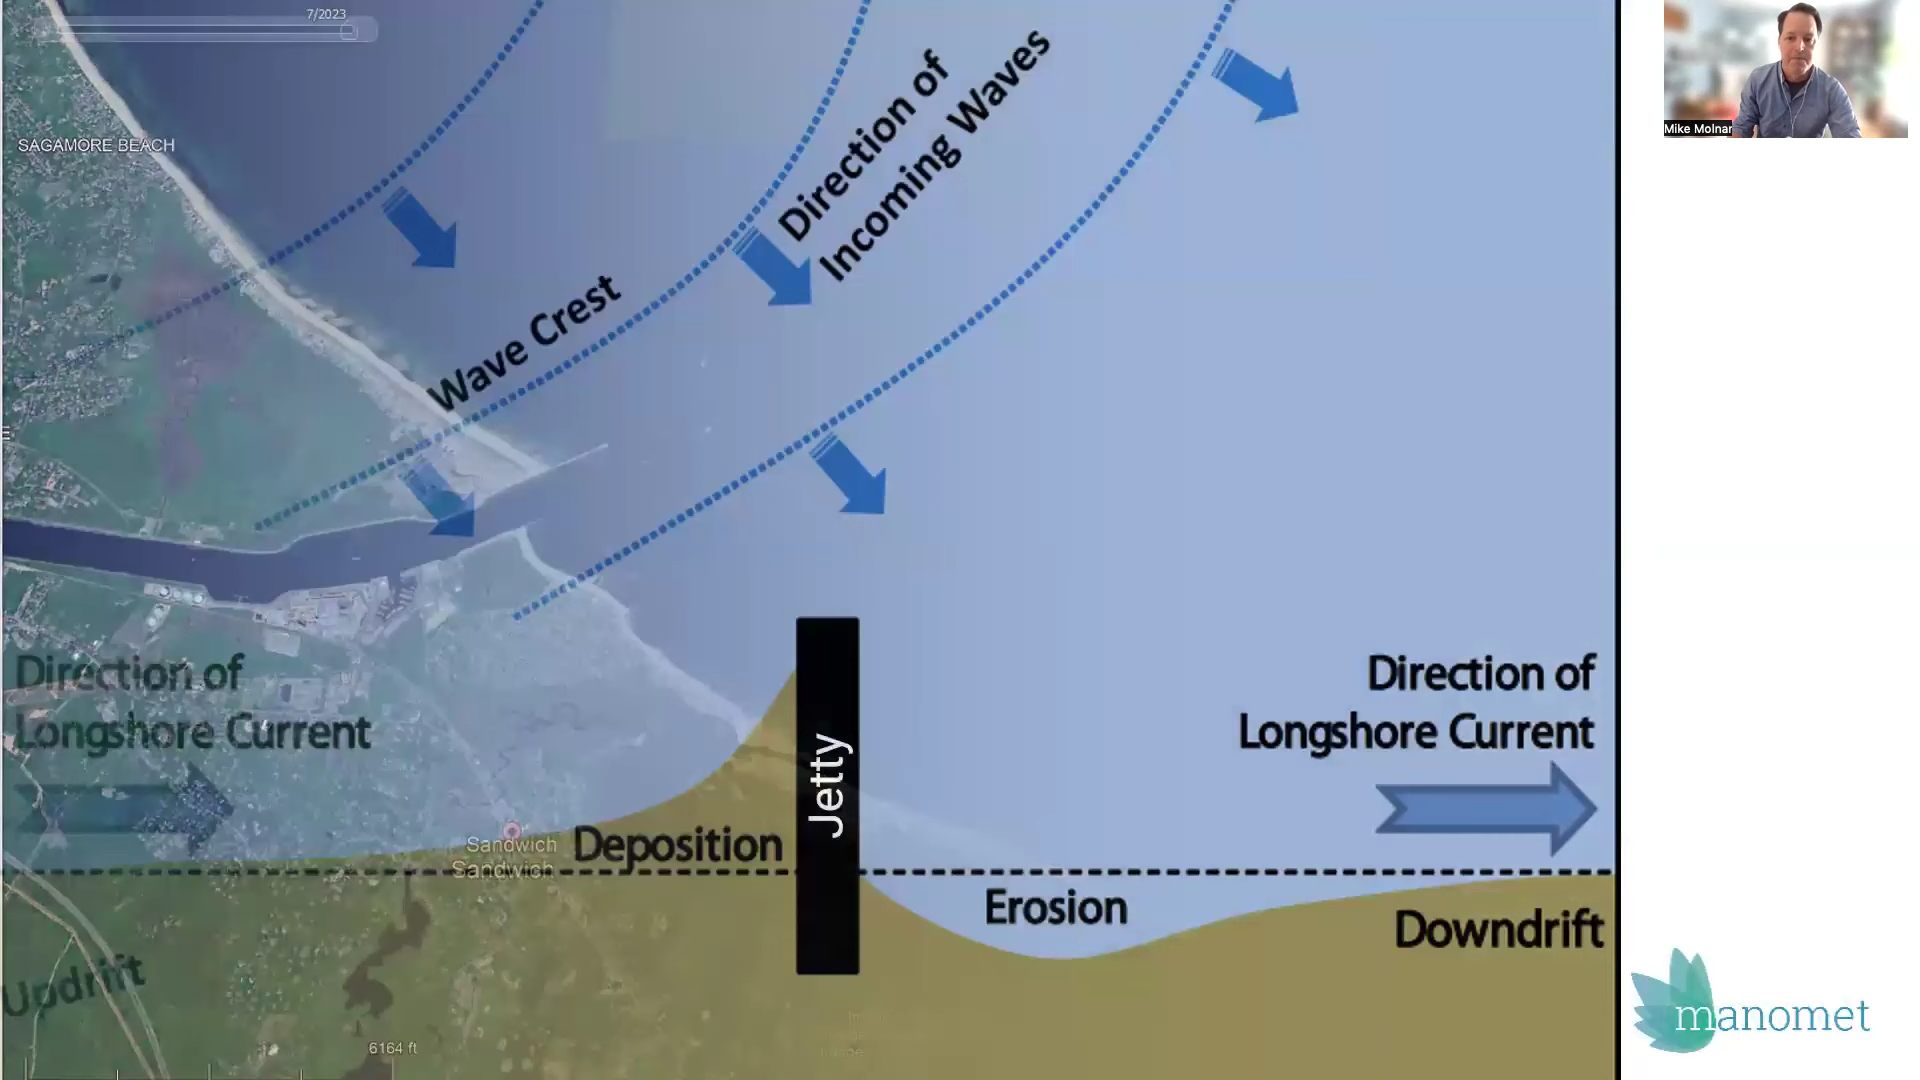 7/2023
SAGAMORE BEACH
Direction of
Incoming Waves
Wave Crest
Direction of
Longshore Current
Direction of
Longshore Current
Jetty
Sandwich
Sandwich
Deposition
Erosion
Downdrift
Updrift
6164 ft
Mike Molnar
manomet